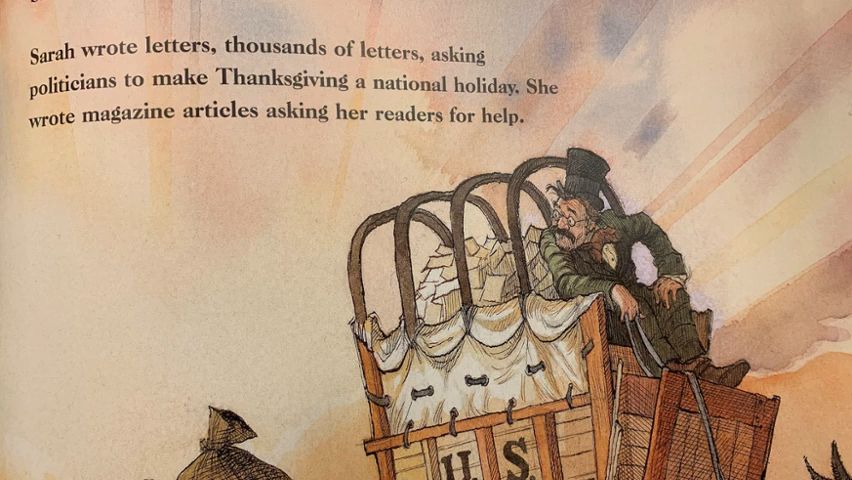 Sarah wrote letters, thousands of letters, asking
politicians to make Thanksgiving a national holiday. She
wrote magazine articles asking her readers for help.
U.S.